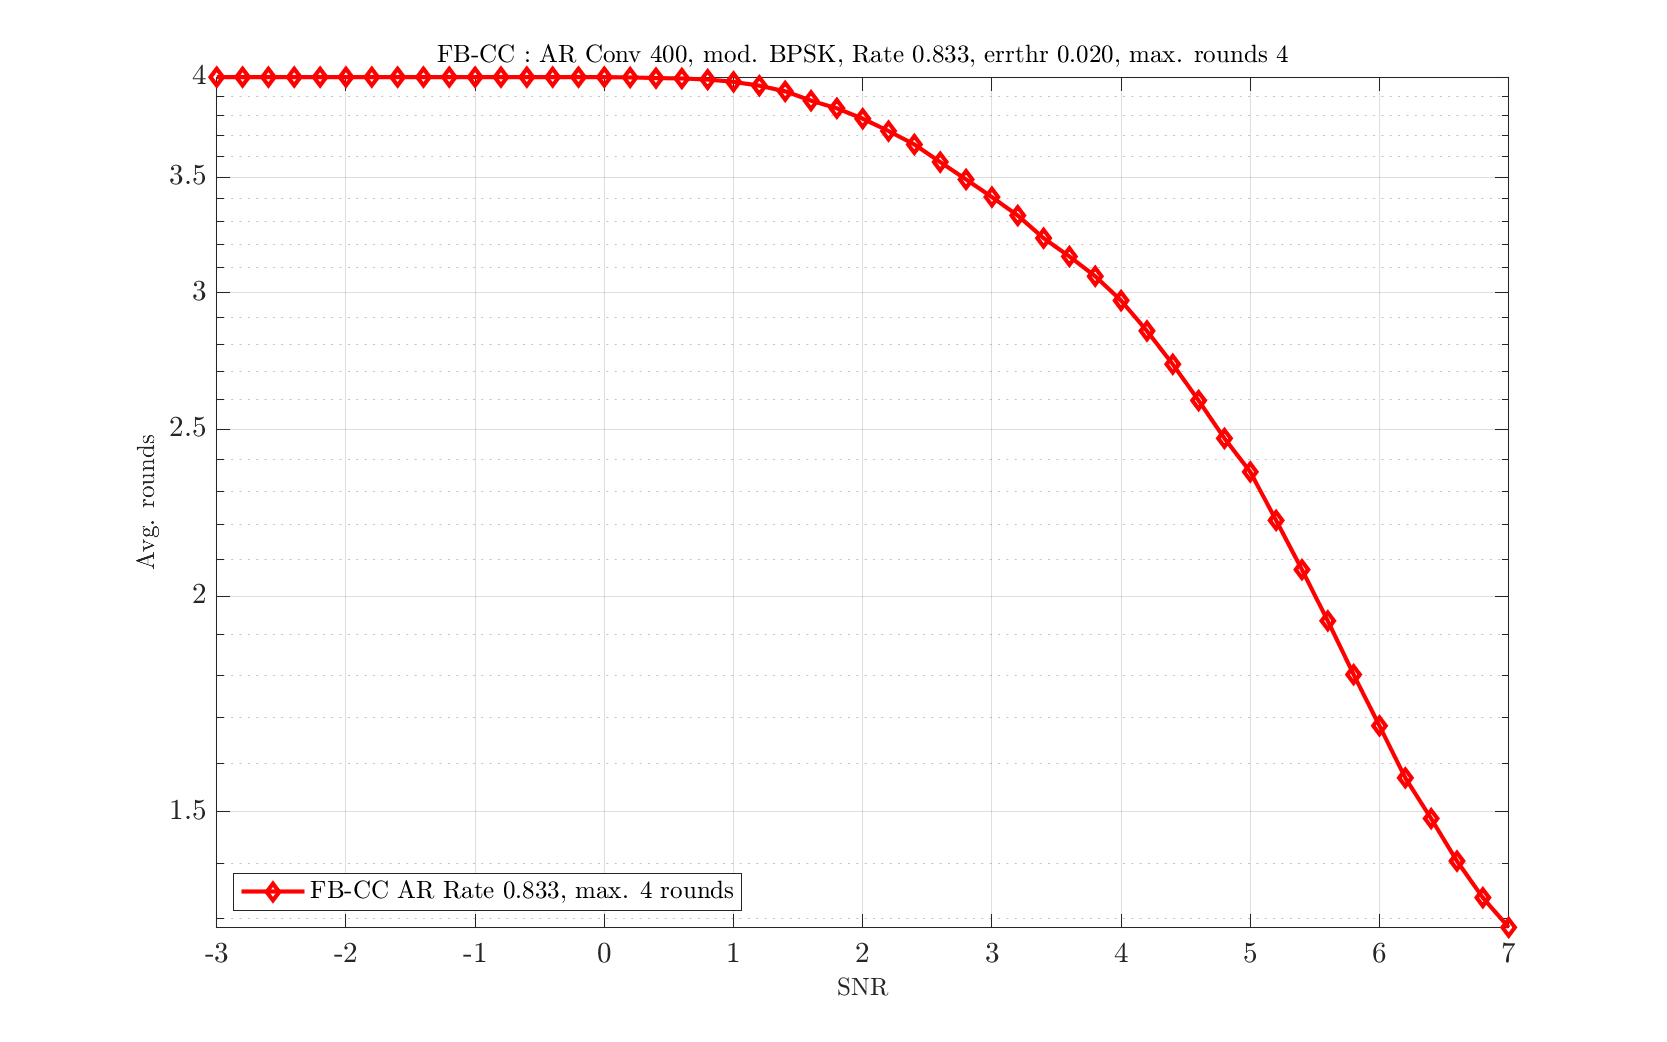 FB-CC : AR Conv 400, mod. BPSK, Rate 0.833, errthr 0.020, max. rounds 4
4
3.5
3
2.5
2
1.5
Avg. rounds
FB-CC AR Rate 0.833, max. 4 rounds
-3 -2 -1 0 1 2 3 4 5 6 7
SNR